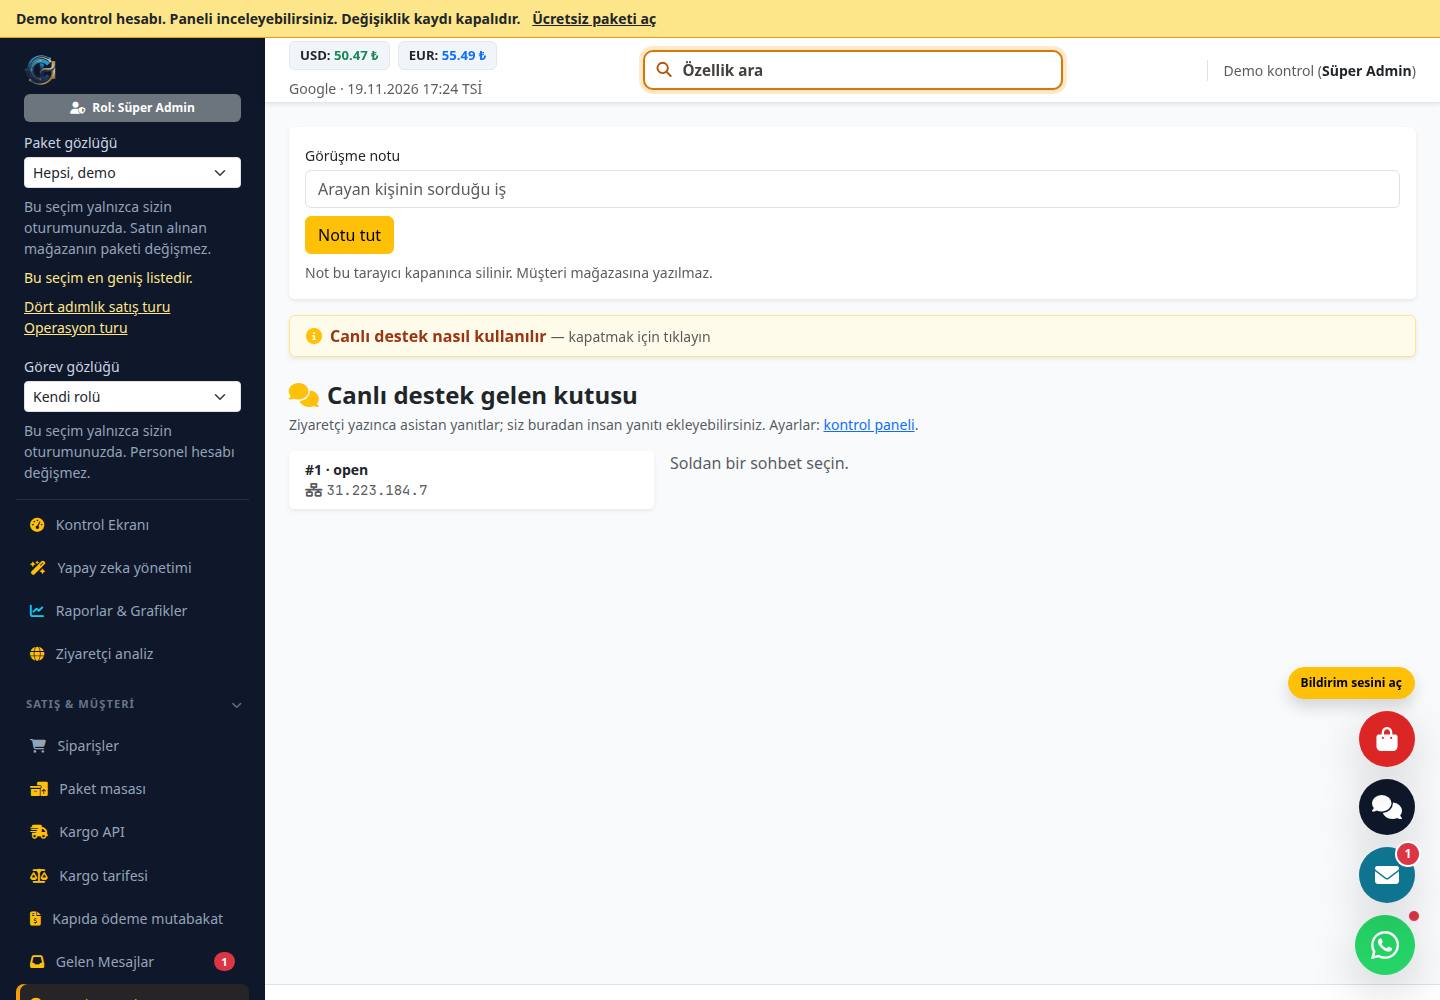 Demo kontrol hesabı. Paneli inceleyebilirsiniz. Değişiklik kaydı kapalıdır. Ücretsiz paketi aç
USD: 50.47 ₺ EUR: 55.49 ₺
Google · 19.11.2026 17:24 TSİ
Özellik ara
Demo kontrol (Süper Admin)
Rol: Süper Admin
Paket gözlüğü
Hepsi, demo
Bu seçim yalnızca sizin
oturumunuzda. Satın alınan
mağazanın paketi değişmez.
Bu seçim en geniş listedir.
Dört adımlık satış turu
Operasyon turu
Görev gözlüğü
Kendi rolü
Bu seçim yalnızca sizin
oturumunuzda. Personel hesabı
değişmez.
Kontrol Ekranı
Yapay zeka yönetimi
Raporlar & Grafikler
Ziyaretçi analiz
SATIŞ & MÜŞTERİ
Siparişler
Paket masası
Kargo API
Kargo tarifesi
Kapıda ödeme mutabakat
Gelen Mesajlar 1
Görüşme notu
Arayan kişinin sorduğu iş
Notu tut
Not bu tarayıcı kapanınca silinir. Müşteri mağazasına yazılmaz.
Canlı destek nasıl kullanılır — kapatmak için tıklayın
Canlı destek gelen kutusu
Ziyaretçi yazınca asistan yanıtlar; siz buradan insan yanıtı ekleyebilirsiniz. Ayarlar: kontrol paneli.
#1 · open
31.223.184.7
Soldan bir sohbet seçin.
Bildirim sesini aç
1